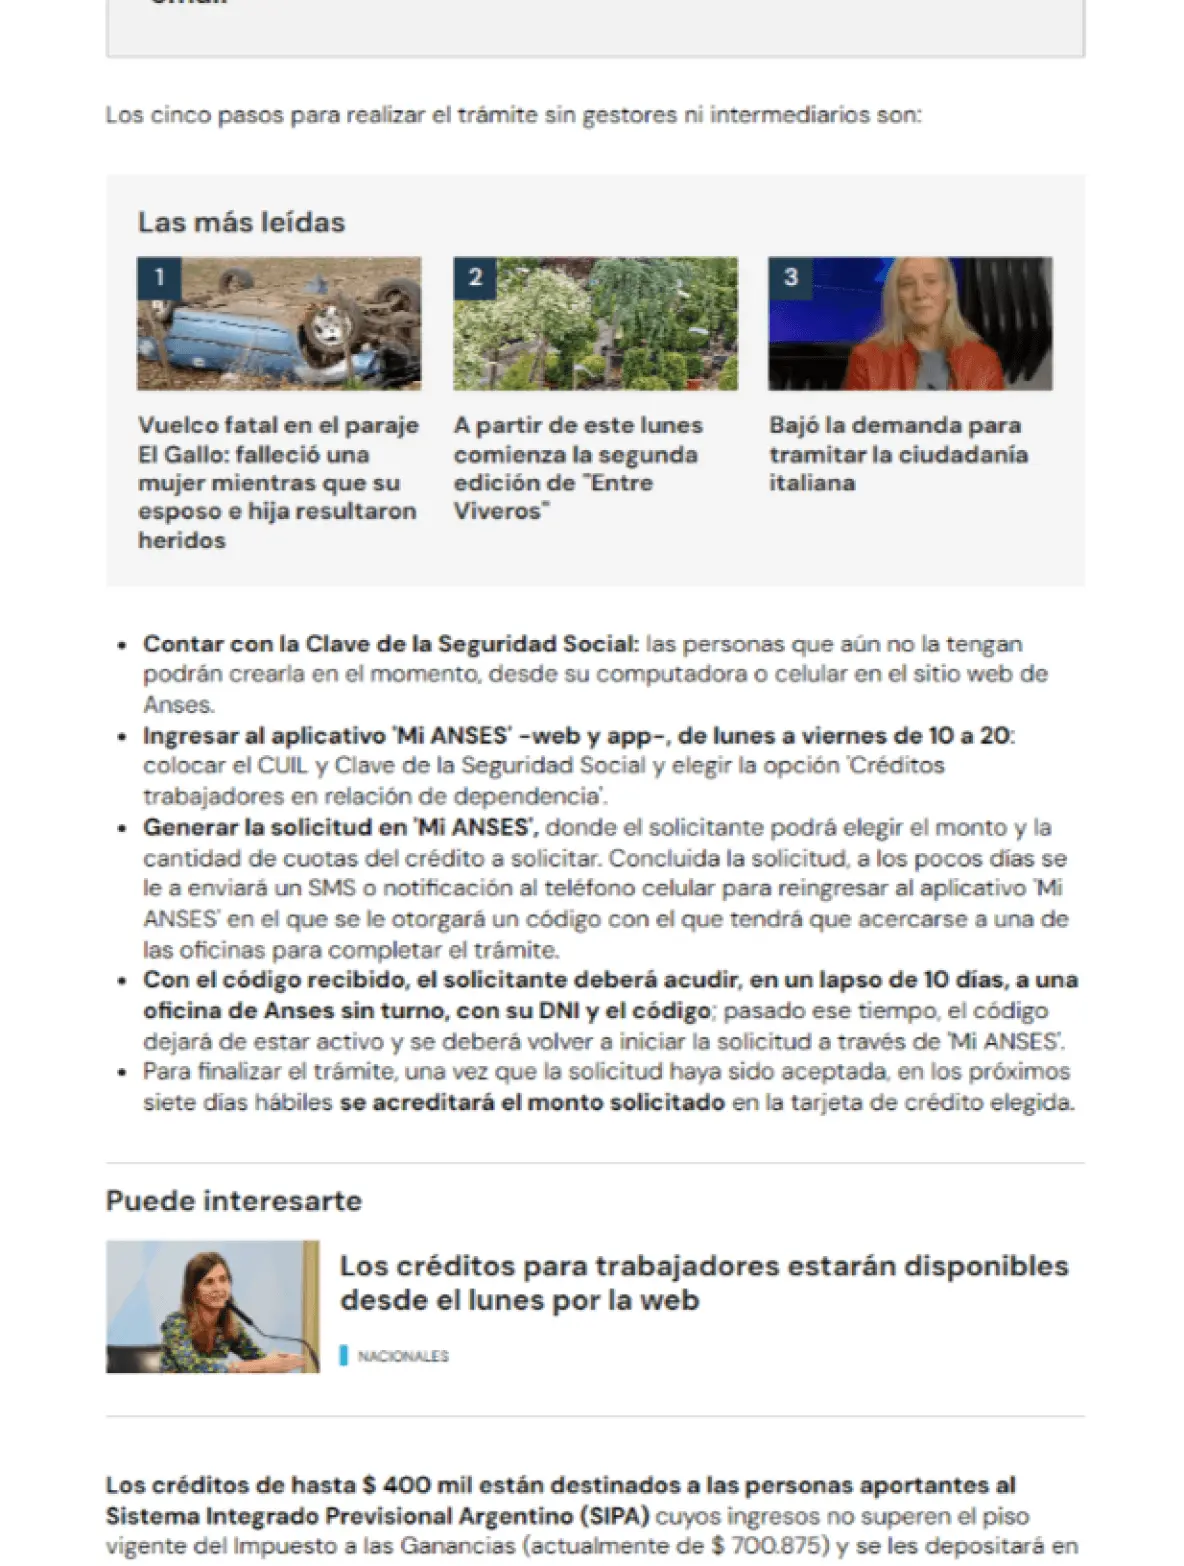 email
Los cinco pasos para realizar el trámite sin gestores ni intermediarios son:
Las más leídas
1
Vuelco fatal en el paraje
El Gallo: falleció una
mujer mientras que su
esposo e hija resultaron
heridos
2
A partir de este lunes
comienza la segunda
edición de "Entre
Viveros"
3
Bajó la demanda para
tramitar la ciudadanía
italiana
• Contar con la Clave de la Seguridad Social: las personas que aún no la tengan
podrán crearla en el momento, desde su computadora o celular en el sitio web de
Anses.
• Ingresar al aplicativo 'Mi ANSES' -web y app-, de lunes a viernes de 10 a 20:
colocar el CUIL y Clave de la Seguridad Social y elegir la opción 'Créditos
trabajadores en relación de dependencia'.
• Generar la solicitud en 'Mi ANSES', donde el solicitante podrá elegir el monto y la
cantidad de cuotas del crédito a solicitar. Concluida la solicitud, a los pocos días se
le a enviará un SMS o notificación al teléfono celular para reingresar al aplicativo 'Mi
ANSES' en el que se le otorgará un código con el que tendrá que acercarse a una de
las oficinas para completar el trámite.
• Con el código recibido, el solicitante deberá acudir, en un lapso de 10 días, a una
oficina de Anses sin turno, con su DNI y el código; pasado ese tiempo, el código
dejará de estar activo y se deberá volver a iniciar la solicitud a través de 'Mi ANSES'.
• Para finalizar el trámite, una vez que la solicitud haya sido aceptada, en los próximos
siete días hábiles se acreditará el monto solicitado en la tarjeta de crédito elegida.
Puede interesarte
Los créditos para trabajadores estarán disponibles
desde el lunes por la web
NACIONALES
Los créditos de hasta $ 400 mil están destinados a las personas aportantes al
Sistema Integrado Previsional Argentino (SIPA) cuyos ingresos no superen el piso
vigente del Impuesto a las Ganancias (actualmente de $ 700.875) y se les depositará en